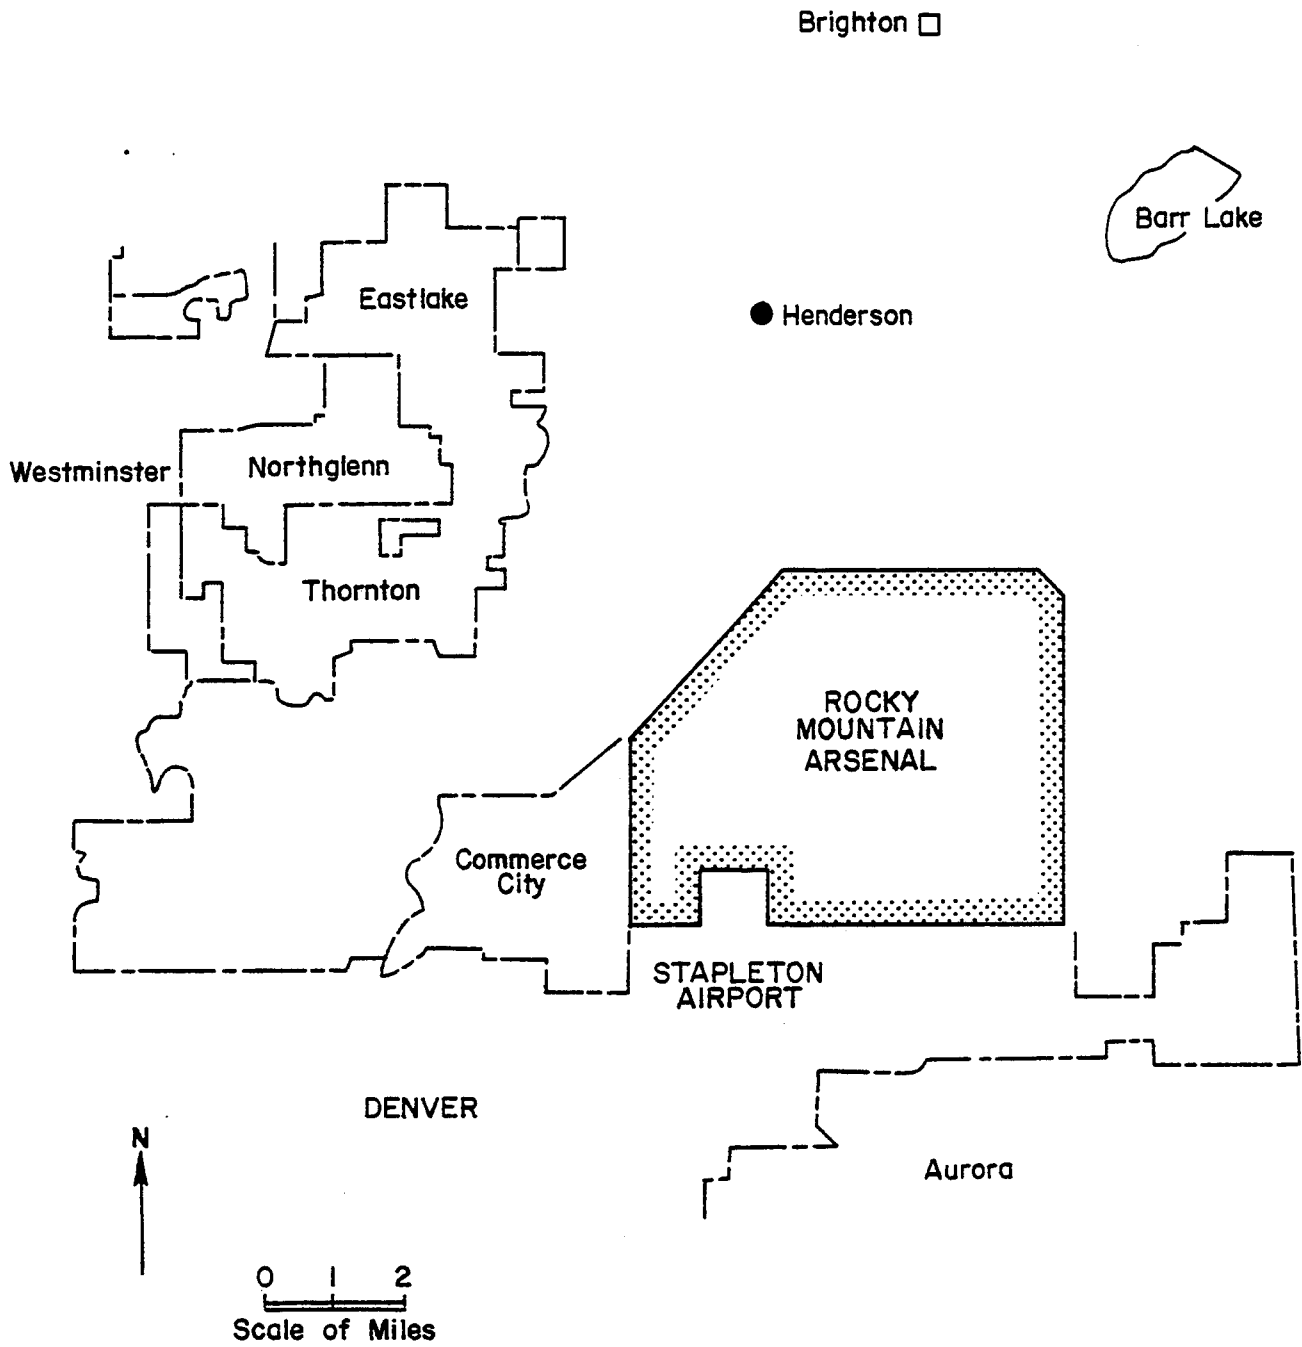 Brighton
Barr Lake
Eastlake
Henderson
Westminster
Northglenn
Thornton
ROCKY
MOUNTAIN
ARSENAL
Commerce
City
STAPLETON
AIRPORT
DENVER
N
Aurora
0 1 2
Scale of Miles